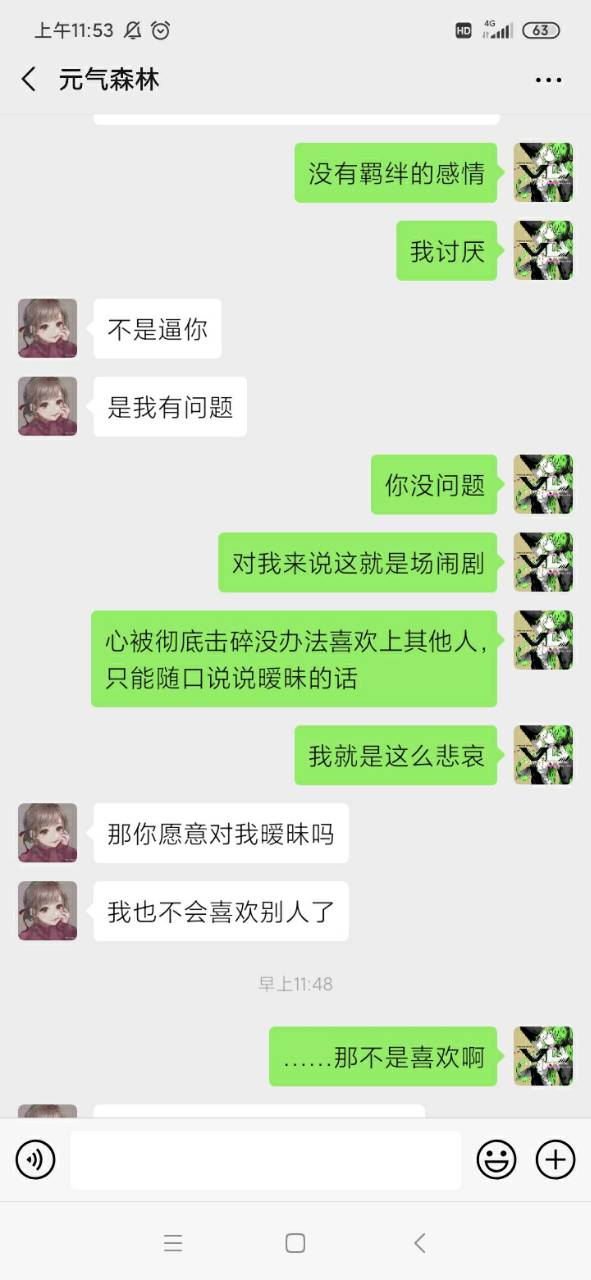 上午11:53
HD
4G
63
元气森林
没有羁绊的感情
我讨厌
不是逼你
是我有问题
你没问题
对我来说这就是场闹剧
心被彻底击碎没办法喜欢上其他人，
只能随口说说暧昧的话
我就是这么悲哀
那你愿意对我暧昧吗
我也不会喜欢别人了
早上11:48
……那不是喜欢啊